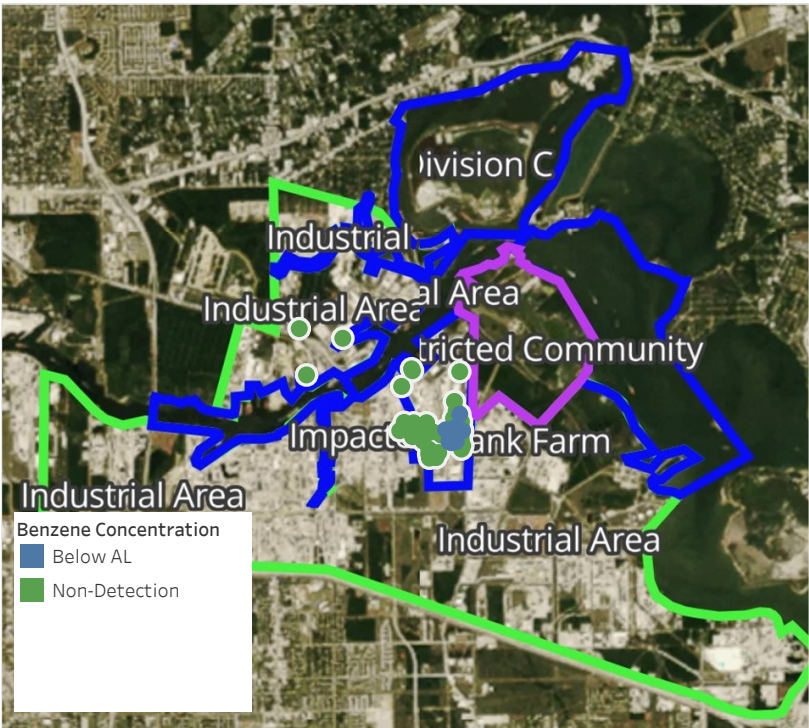 Division C
Industrial
al Area
Industrial Area
tricted Community
Impact
ank Farm
Industrial Area
Industrial Area
Benzene Concentration
Below AL
Non-Detection